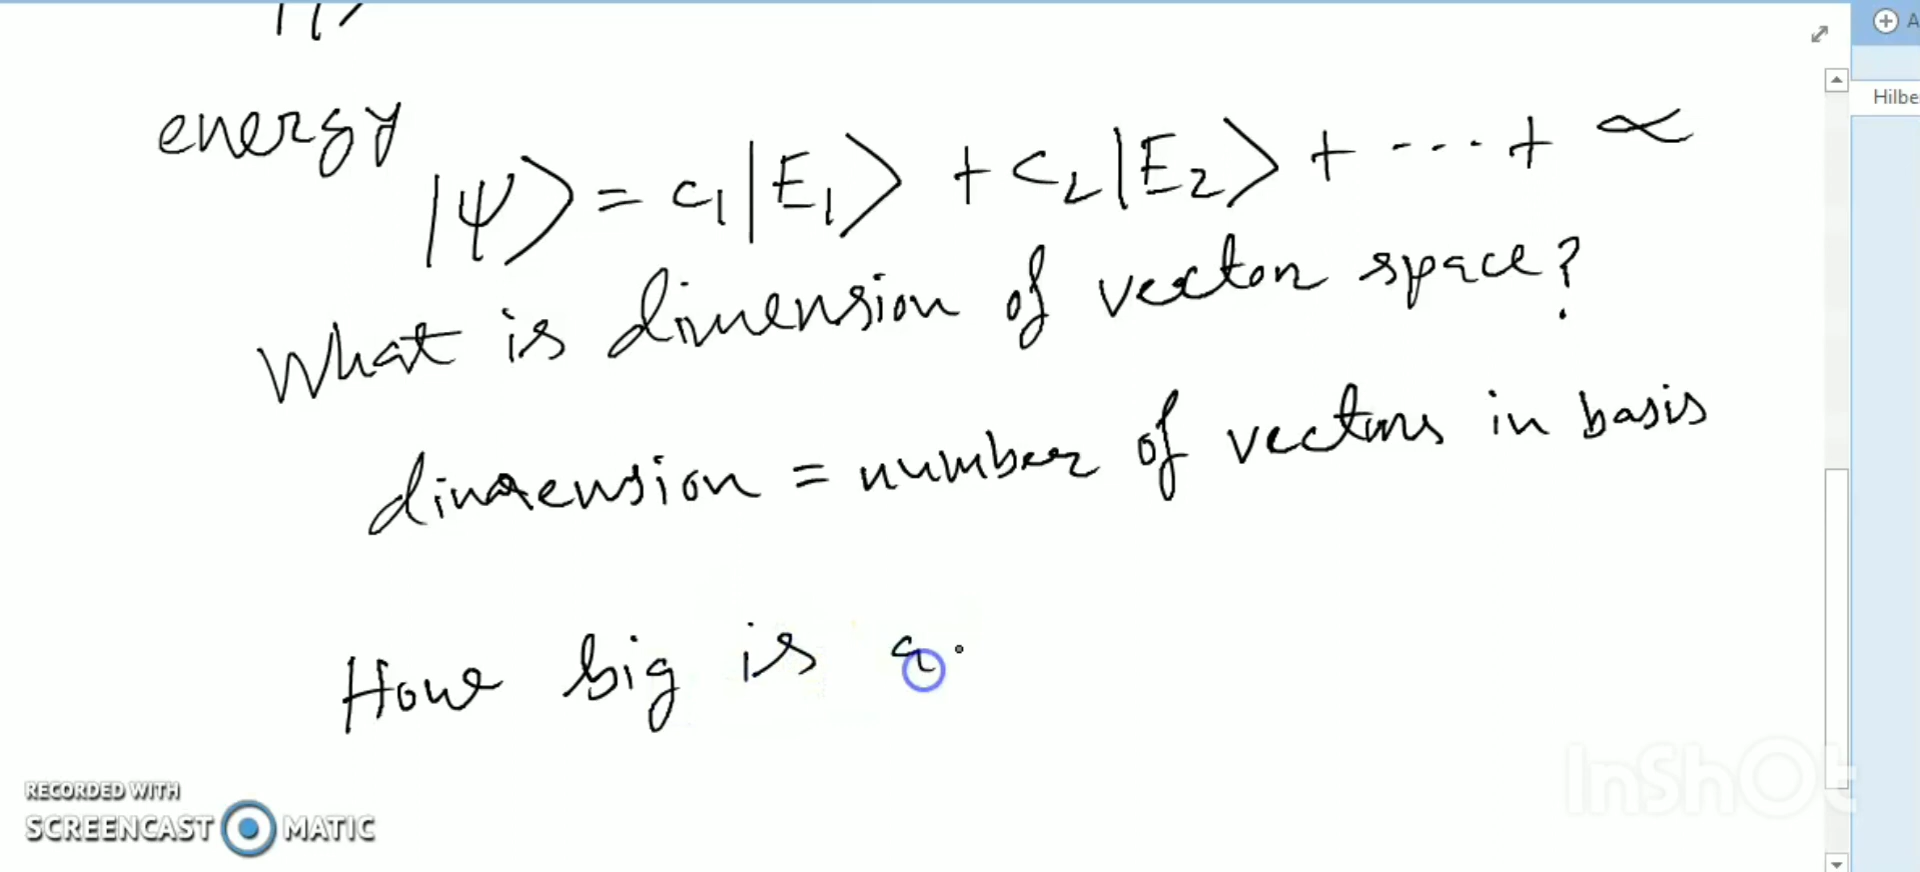 A
Hilbe
energy
|ψ⟩ = c₁|E₁⟩ + c₂|E₂⟩ + ---- + ∝
What is dimension of vector space?
dimension = number of vectors in basis
How big is a
RECORDED WITH
SCREENCAST MATIC
InShOt